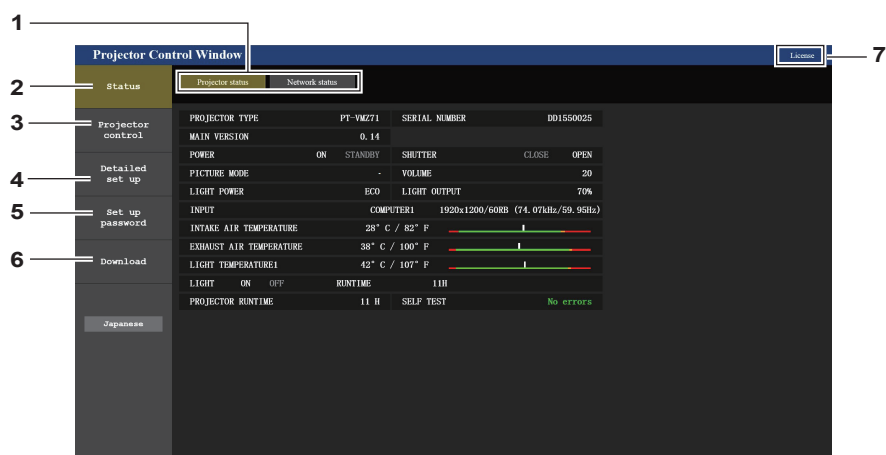 1
Projector Control Window
License
7
2
Status
Projector status Network status
3
Projector
control
4
Detailed
set up
5
Set up
password
6
Download
Japanese
PROJECTOR TYPE PT-VMZ71 SERIAL NUMBER DD1550025
MAIN VERSION 0.14
POWER ON STANDBY SHUTTER CLOSE OPEN
PICTURE MODE - VOLUME 20
LIGHT POWER ECO LIGHT OUTPUT 70%
INPUT COMPUTER1 1920x1200/60RB (74.07kHz/59.95Hz)
INTAKE AIR TEMPERATURE 28° C / 82° F
EXHAUST AIR TEMPERATURE 38° C / 100° F
LIGHT TEMPERATURE1 42° C / 107° F
LIGHT ON OFF RUNTIME 11H
PROJECTOR RUNTIME 11 H SELF TEST No errors